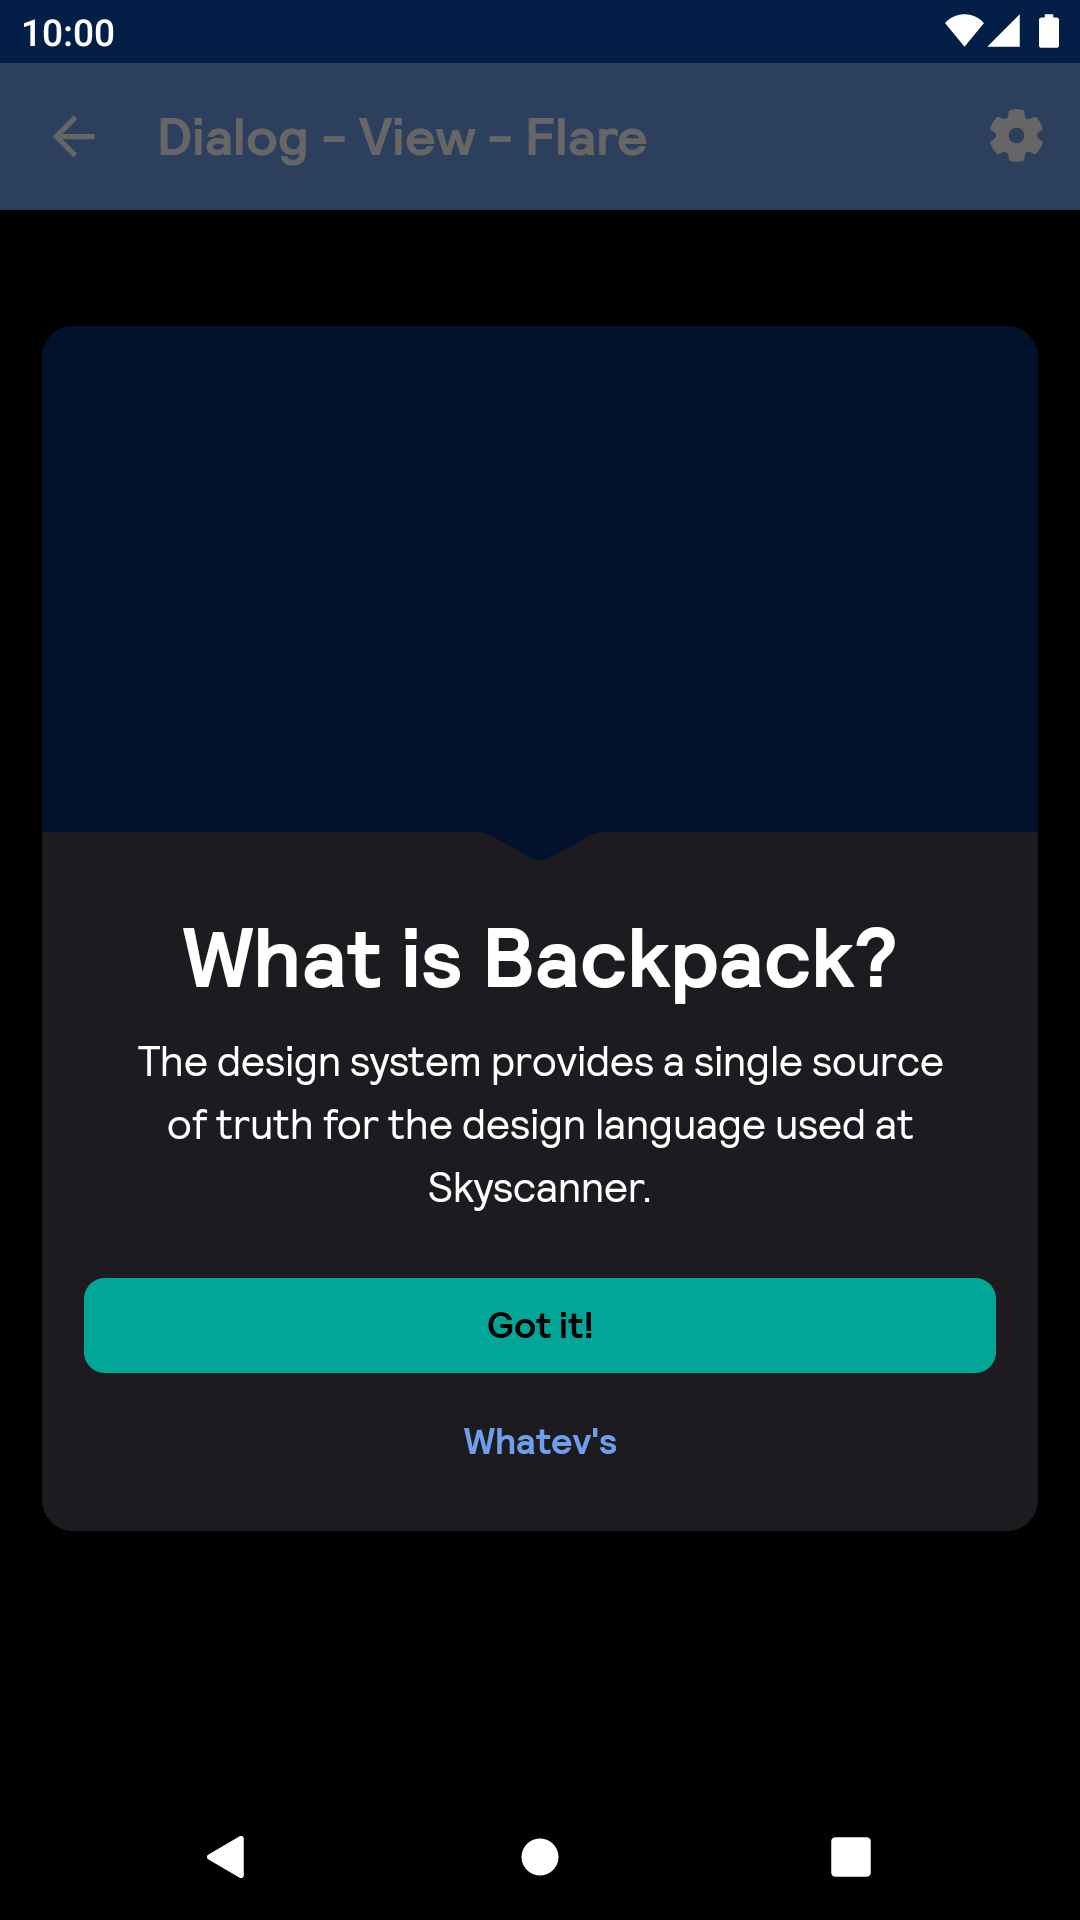 10:00
Dialog - View - Flare
What is Backpack?
The design system provides a single source
of truth for the design language used at
Skyscanner.
Got it!
Whatev's